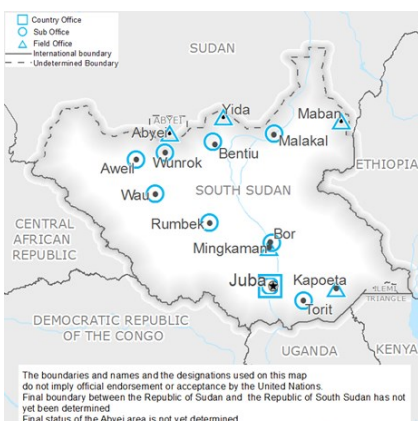 Country Office
Sub Office
Field Office
International boundary
Undetermined Boundary
SUDAN
ABYEI
Yida
Maban
Abyei
Malakal
Bentiu
Wunrok
Aweil
ETHIOPIA
SOUTH SUDAN
Wau
Rumbek
Bor
CENTRAL
AFRICAN
REPUBLIC
Mingkaman
Juba
Kapoeta
ILEMI
TRIANGLE
Torit
DEMOCRATIC REPUBLIC
OF THE CONGO
UGANDA
KENYA
The boundaries and names and the designations used on this map
do not imply official endorsement or acceptance by the United Nations.
Final boundary between the Republic of Sudan and the Republic of South Sudan has not
yet been determined
Final status of the Abyei area is not yet determined